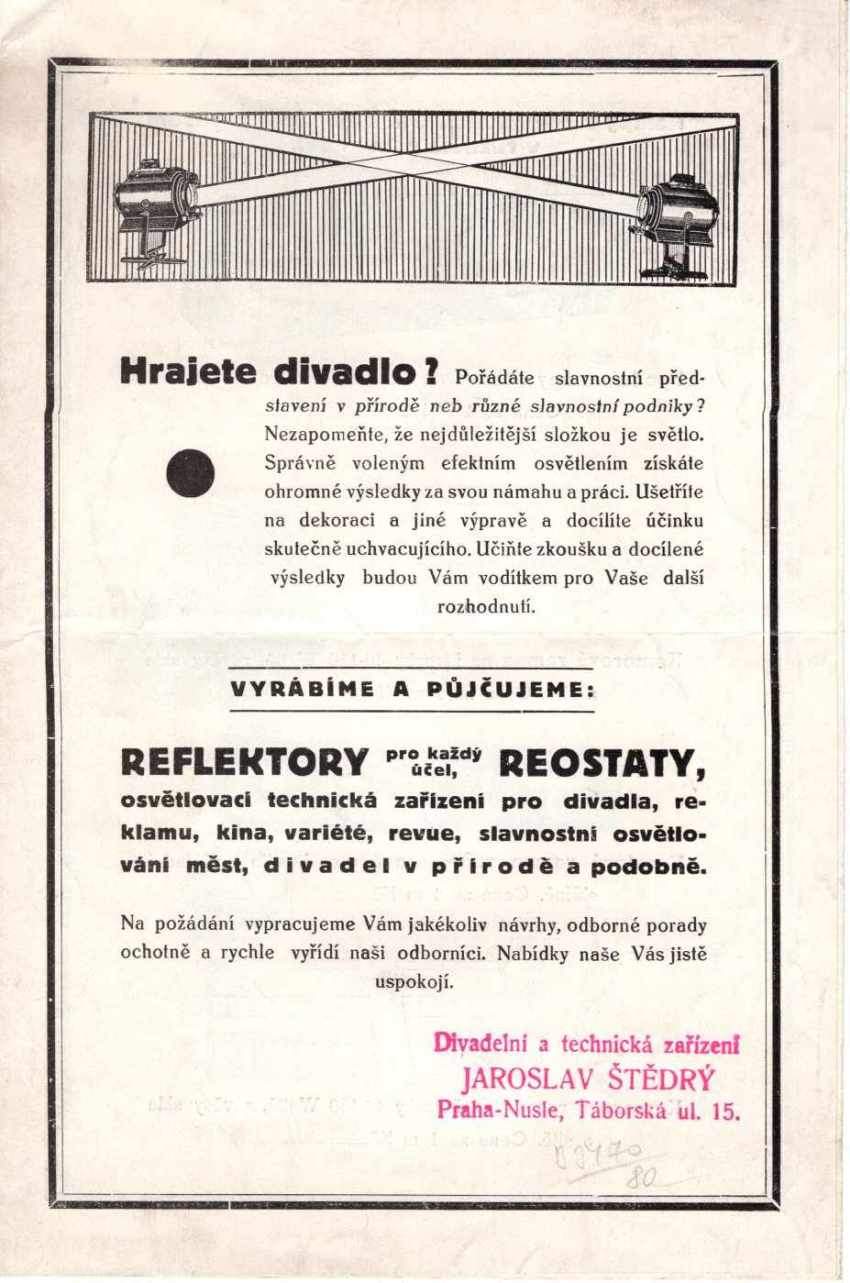 Hrajete divadlo? Pořádáte slavnostní před-
stavení v přírodě neb různé slavnostní podniky?
Nezapomeňte, že nejdůležitější složkou je světlo.
Správně voleným efektním osvětlením získáte
ohromné výsledky za svou námahu a práci. Ušetříte
na dekoraci a jiné výpravě a docílíte účinku
skutečně uchvacujícího. Učiňte zkoušku a docílené
výsledky budou Vám vodítkem pro Vaše další
rozhodnutí.
VYRÁBÍME A PŮJČUJEME:
REFLEKTORY pro každý účel, REOSTATY,
osvětlovací technická zařízení pro divadla, re-
klamu, kina, variété, revue, slavnostní osvětlo-
vání měst, divadel v přírodě a podobně.
Na požádání vypracujeme Vám jakékoliv návrhy, odborné porady
ochotně a rychle vyřídí naši odborníci. Nabídky naše Vás jistě
uspokojí.
Divadelní a technická zařízení
JAROSLAV ŠTĚDRÝ
Praha-Nusle, Táborská ul. 15.
80